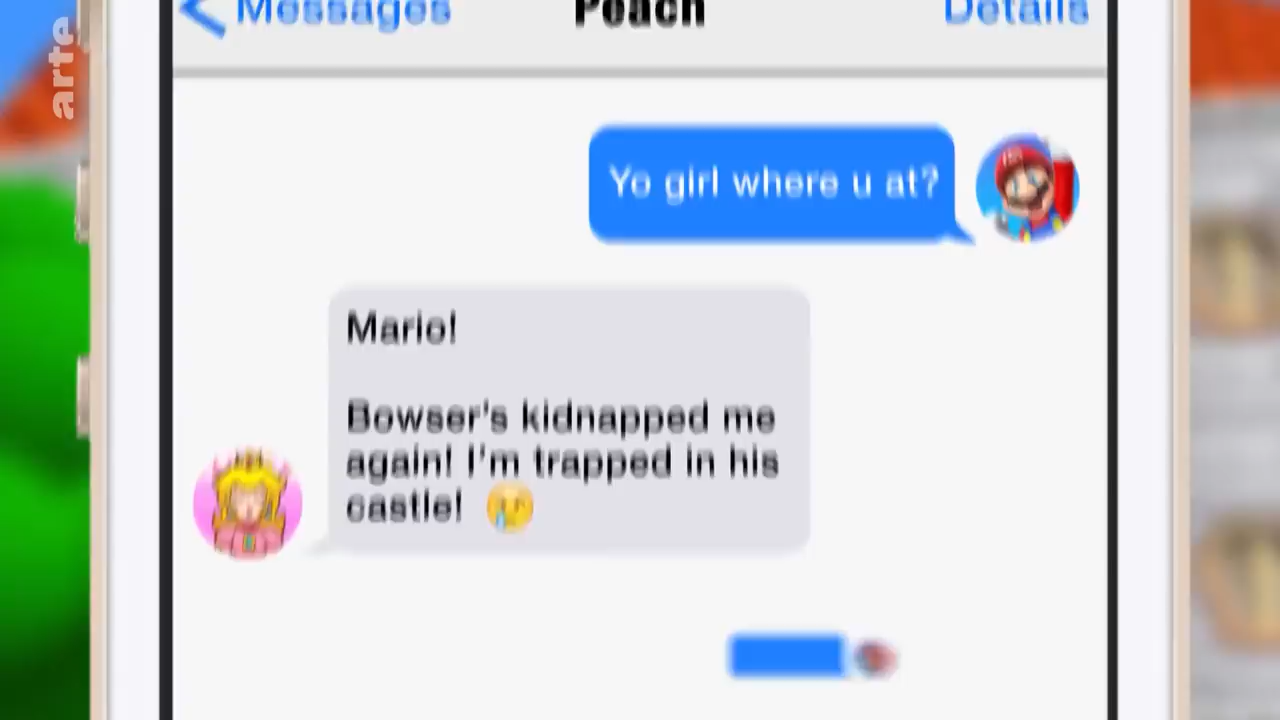 arte
Messages
Peach
Details
Yo girl where u at?
Mario!
Bowser's kidnapped me
again! I'm trapped in his
castle! 😢